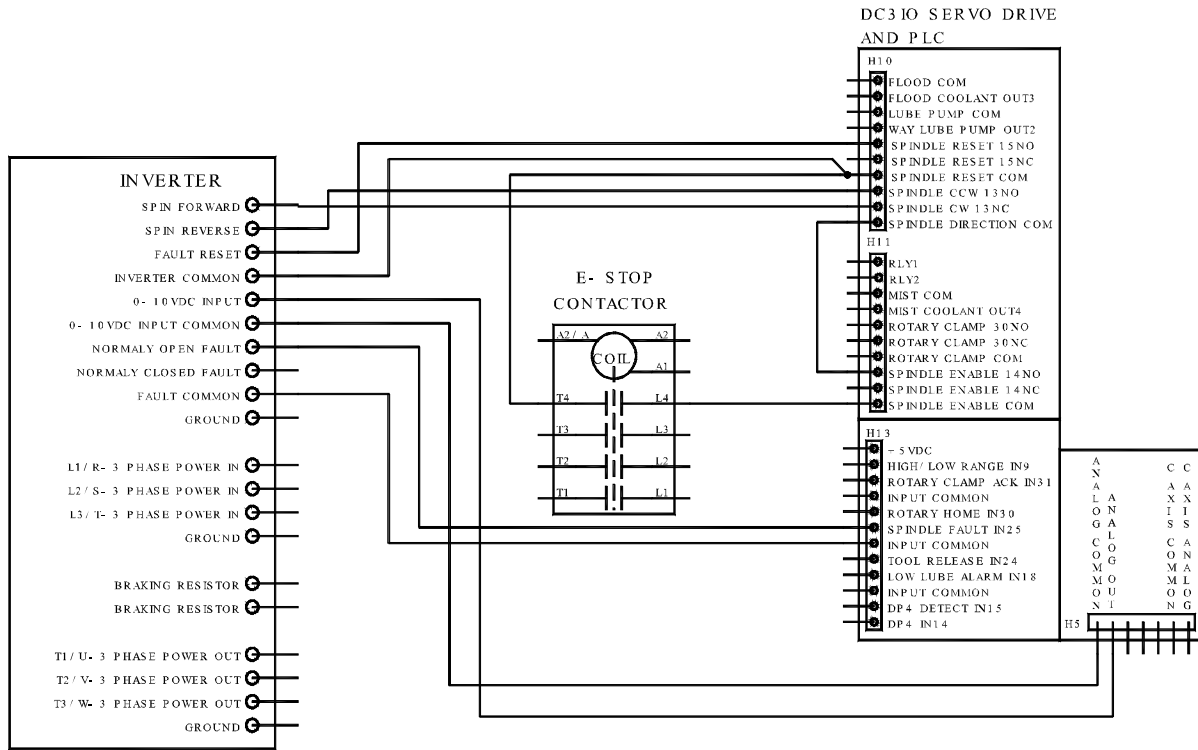 DC3IO SERVO DRIVE
AND PLC
H10
FLOOD COM
FLOOD COOLANT OUT3
LUBE PUMP COM
WAY LUBE PUMP OUT2
SPINDLE RESET 15NO
SPINDLE RESET 15NC
SPINDLE RESET COM
SPINDLE CCW 13NO
SPINDLE CW 13NC
SPINDLE DIRECTION COM
H11
RLY1
RLY2
MIST COM
MIST COOLANT OUT4
ROTARY CLAMP 30NO
ROTARY CLAMP 30NC
ROTARY CLAMP COM
SPINDLE ENABLE 14NO
SPINDLE ENABLE 14NC
SPINDLE ENABLE COM
H13
+5VDC
HIGH/LOW RANGE IN9
ROTARY CLAMP ACK IN31
INPUT COMMON
ROTARY HOME IN30
SPINDLE FAULT IN25
INPUT COMMON
TOOL RELEASE IN24
LOW LUBE ALARM IN18
INPUT COMMON
DP4 DETECT IN15
DP4 IN14
H5
ANALOG COMMON
ANALOG OUT
C AXIS COMMON
C AXIS ANALOG
INVERTER
SPIN FORWARD
SPIN REVERSE
FAULT RESET
INVERTER COMMON
0-10VDC INPUT
0-10VDC INPUT COMMON
NORMALY OPEN FAULT
NORMALY CLOSED FAULT
FAULT COMMON
GROUND
L1/R-3 PHASE POWER IN
L2/S-3 PHASE POWER IN
L3/T-3 PHASE POWER IN
GROUND
BRAKING RESISTOR
BRAKING RESISTOR
T1/U-3 PHASE POWER OUT
T2/V-3 PHASE POWER OUT
T3/W-3 PHASE POWER OUT
GROUND
E-STOP
CONTACTOR
A2/A
A2
COIL
A1
T4
L4
T3
L3
T2
L2
T1
L1